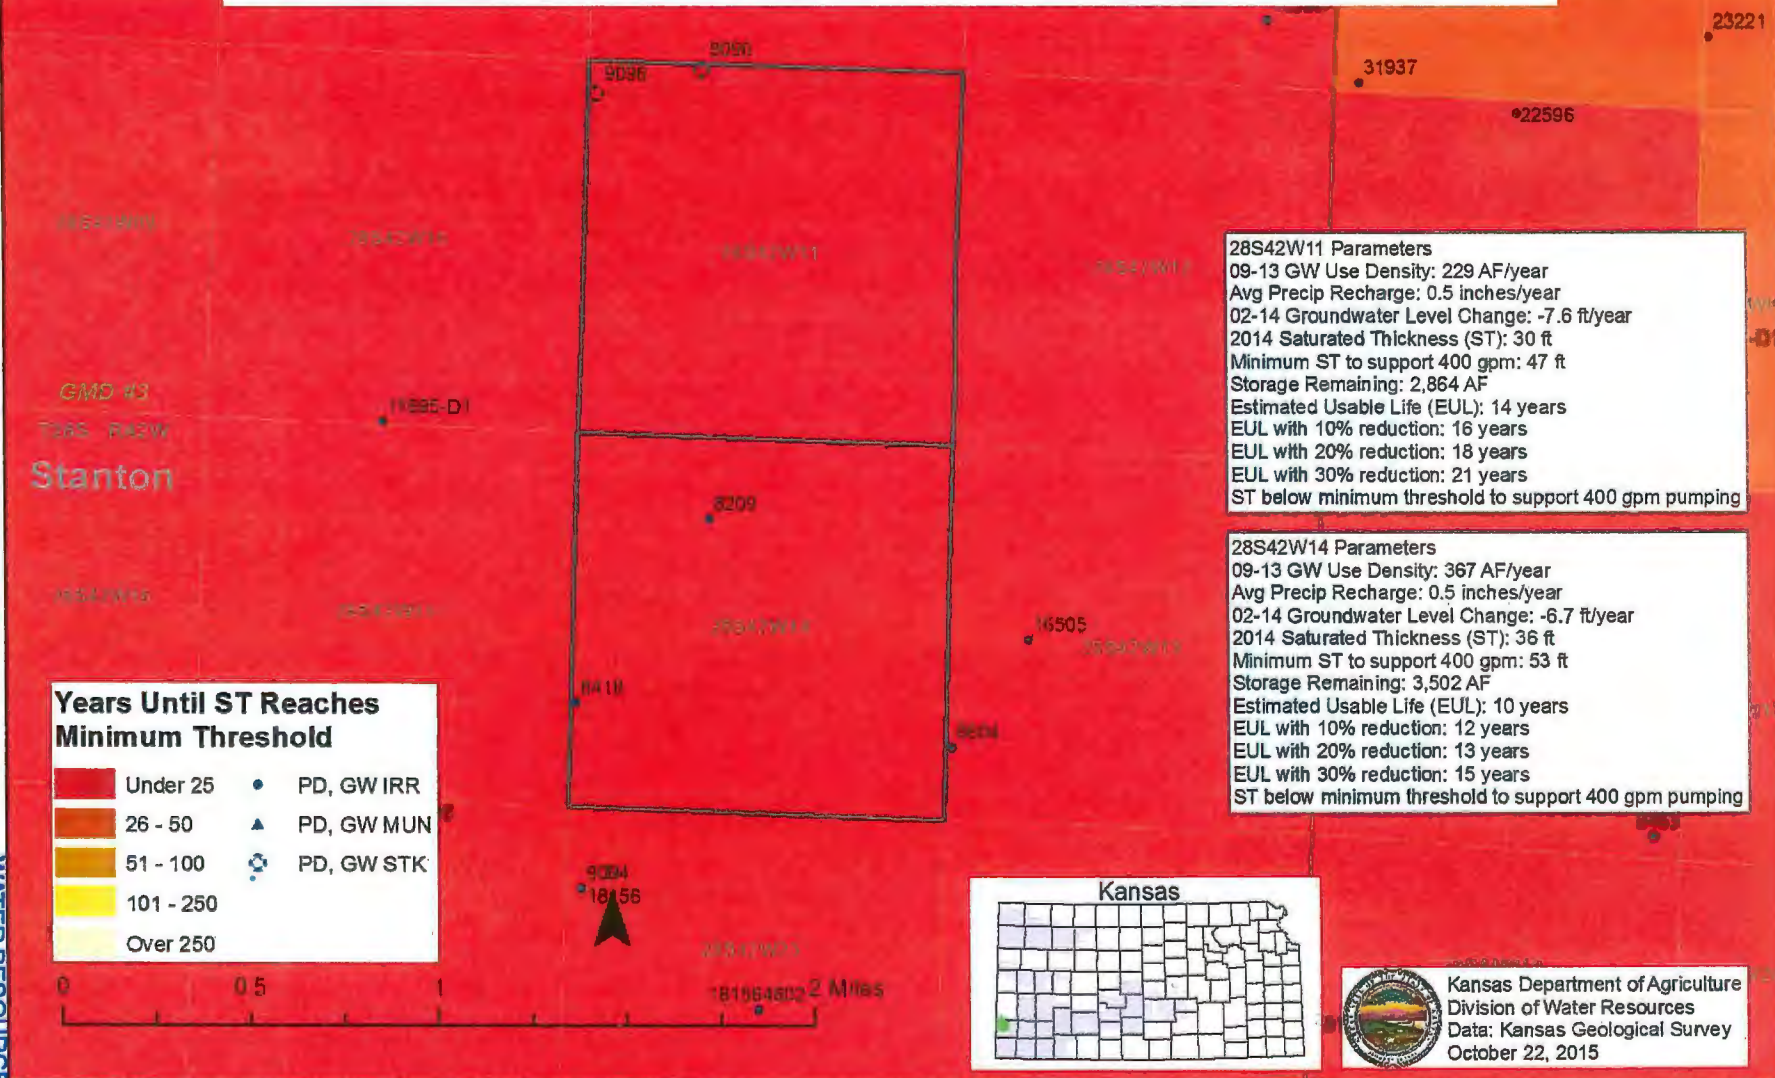 23221
31937
22596
9090
9096
28S42W11
28S42W12
GMD #3
T28S R42W
Stanton
8209
16505
28S42W14
28S42W13
9004
18156
28S42W11 Parameters
09-13 GW Use Density: 229 AF/year
Avg Precip Recharge: 0.5 inches/year
02-14 Groundwater Level Change: -7.6 ft/year
2014 Saturated Thickness (ST): 30 ft
Minimum ST to support 400 gpm: 47 ft
Storage Remaining: 2,864 AF
Estimated Usable Life (EUL): 14 years
EUL with 10% reduction: 16 years
EUL with 20% reduction: 18 years
EUL with 30% reduction: 21 years
ST below minimum threshold to support 400 gpm pumping
28S42W14 Parameters
09-13 GW Use Density: 367 AF/year
Avg Precip Recharge: 0.5 inches/year
02-14 Groundwater Level Change: -6.7 ft/year
2014 Saturated Thickness (ST): 36 ft
Minimum ST to support 400 gpm: 53 ft
Storage Remaining: 3,502 AF
Estimated Usable Life (EUL): 10 years
EUL with 10% reduction: 12 years
EUL with 20% reduction: 13 years
EUL with 30% reduction: 15 years
ST below minimum threshold to support 400 gpm pumping
Years Until ST Reaches
Minimum Threshold
Under 25
26 - 50
51 - 100
101 - 250
Over 250
PD, GW IRR
PD, GW MUN
PD, GW STK
0 0.5 1 2 Miles
Kansas
Kansas Department of Agriculture
Division of Water Resources
Data: Kansas Geological Survey
October 22, 2015